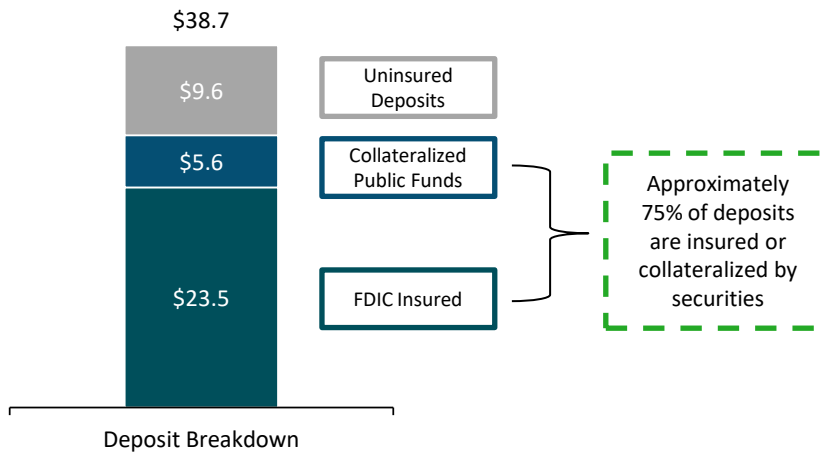 $38.7
$9.6
Uninsured
Deposits
$5.6
Collateralized
Public Funds
Approximately
75% of deposits
are insured or
collateralized by
securities
$23.5
FDIC Insured
Deposit Breakdown